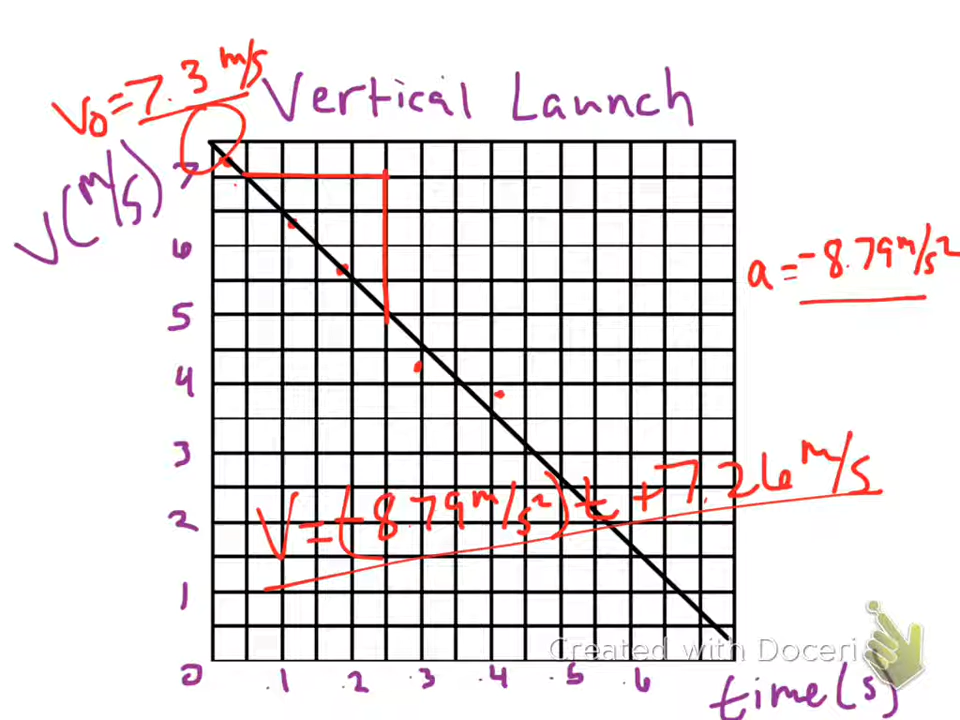 V₀=7.3 m/s
Vertical Launch
V(m/s)
7
6
5
4
3
2
1
0
a=-8.79m/s²
V=(-8.79m/s²)t+7.26m/s
.1 .2 .3 .4 .5 .6
time(s)
Created with Doceri